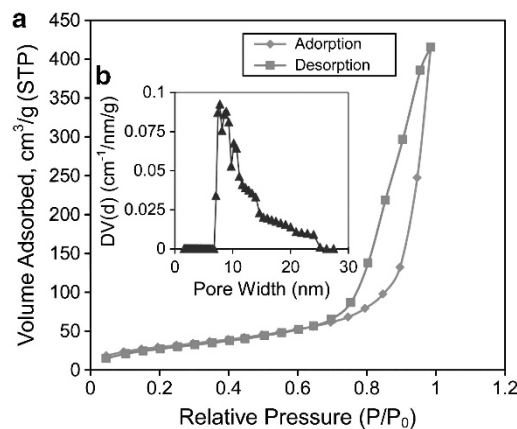 a
450
400
350
300
250
200
150
100
50
0
Volume Adsorbed, cm³/g (STP)
Adorption
Desorption
b
0.1
0.075
0.05
0.025
0
DV(d) (cm⁻¹/nm/g)
0 10 20 30
Pore Width (nm)
0 0.2 0.4 0.6 0.8 1 1.2
Relative Pressure (P/P₀)